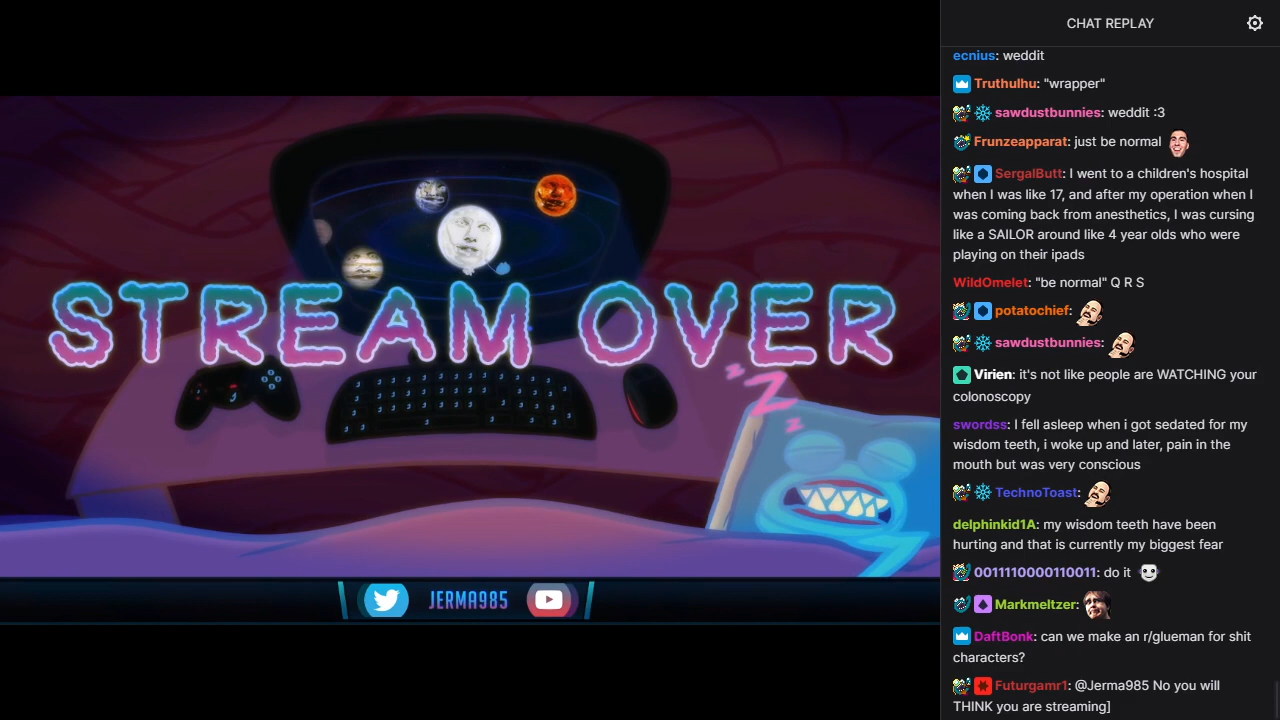 STREAM OVER
z
Z
z
JERMA985
CHAT REPLAY
ecnius: weddit
Truthulhu: "wrapper"
sawdustbunnies: weddit :3
Frunzeapparat: just be normal
SergalButt: I went to a children's hospital
when I was like 17, and after my operation when I
was coming back from anesthetics, I was cursing
like a SAILOR around like 4 year olds who were
playing on their ipads
WildOmelet: "be normal" Q R S
potatochief:
sawdustbunnies:
Virien: it's not like people are WATCHING your
colonoscopy
swordss: I fell asleep when i got sedated for my
wisdom teeth, i woke up and later, pain in the
mouth but was very conscious
TechnoToast:
delphinkid1A: my wisdom teeth have been
hurting and that is currently my biggest fear
0011110000110011: do it
Markmeltzer:
DaftBonk: can we make an r/glueman for shit
characters?
Futurgamr1: @Jerma985 No you will
THINK you are streaming]